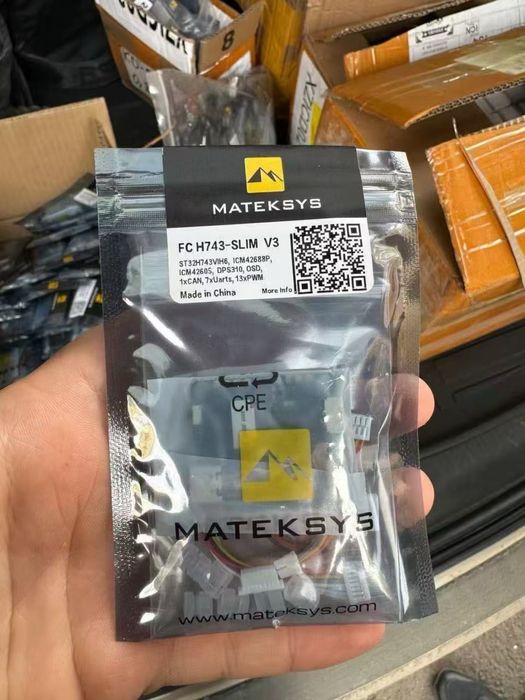 8
MATEKSYS
FC H743-SLIM V3
ST32H743VIH6, ICM42688P,
ICM42605, DPS310, OSD,
1xCAN, 7xUarts, 13xPWM
Made in China
More Info
CPE
MATEKSYS
www.mateksys.com